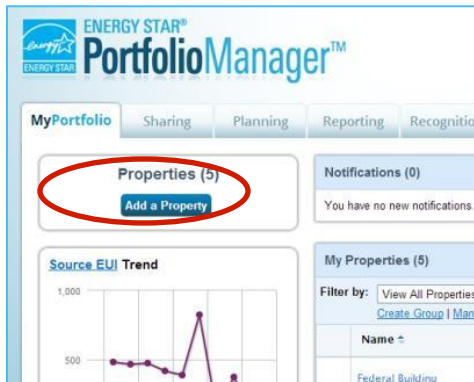 ENERGY STAR®
PortfolioManager™
ENERGY STAR
MyPortfolio
Sharing
Planning
Reporting
Recognitio
Properties (5)
Add a Property
Notifications (0)
You have no new notifications.
Source EUI Trend
1,000
500
My Properties (5)
Filter by: View All Properties
Create Group | Man
Name
Federal Building